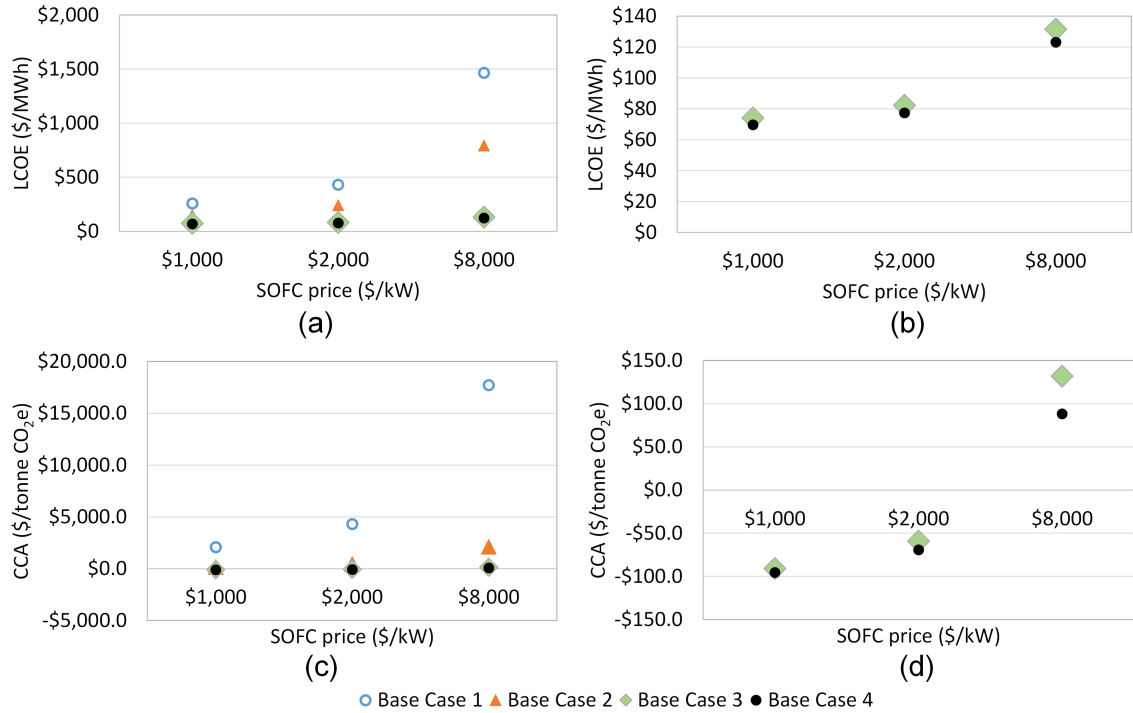 $2,000
$1,500
$1,000
$500
$0
LCOE ($/MWh)
$1,000 $2,000 $8,000
SOFC price ($/kW)
(a)
$140
$120
$100
$80
$60
$40
$20
$0
LCOE ($/MWh)
$1,000 $2,000 $8,000
SOFC price ($/kW)
(b)
$20,000.0
$15,000.0
$10,000.0
$5,000.0
$0.0
-$5,000.0
CCA ($/tonne CO₂e)
$1,000 $2,000 $8,000
SOFC price ($/kW)
(c)
$150.0
$100.0
$50.0
$0.0
-$50.0
-$100.0
-$150.0
CCA ($/tonne CO₂e)
$1,000 $2,000 $8,000
SOFC price ($/kW)
(d)
Base Case 1 Base Case 2 Base Case 3 Base Case 4